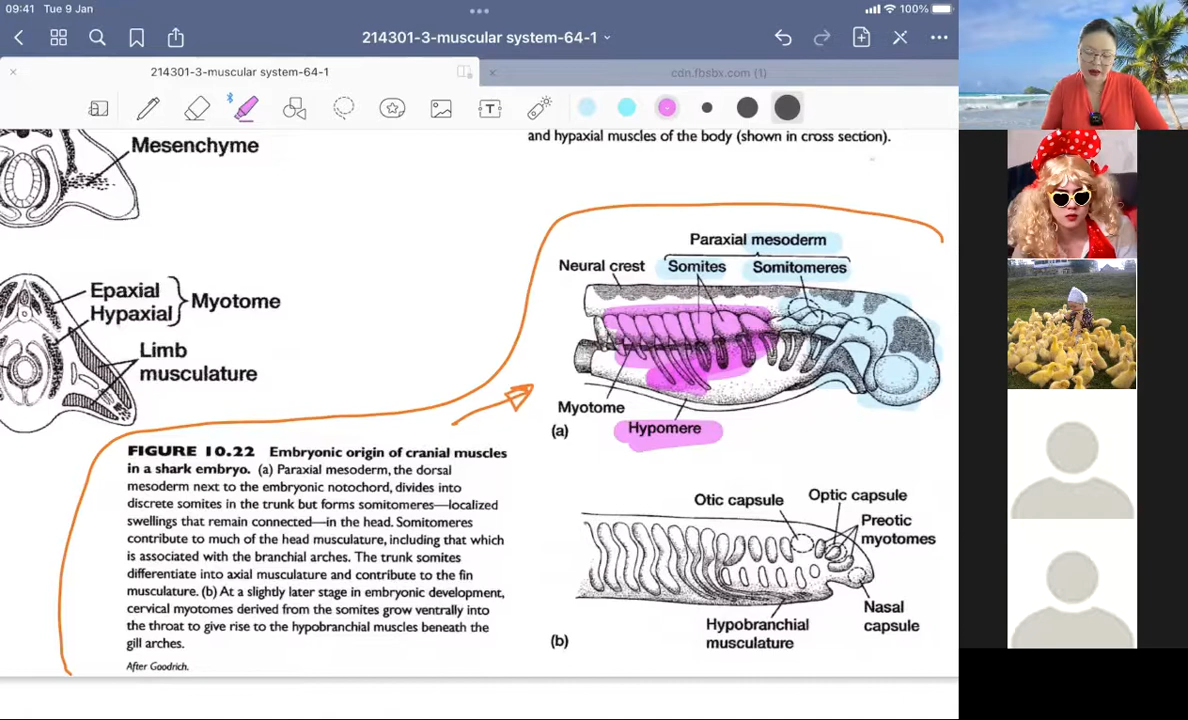 09:41 Tue 9 Jan
100%
214301-3-muscular system-64-1
214301-3-muscular system-64-1
cdn.fbsbx.com (1)
Mesenchyme
and hypaxial muscles of the body (shown in cross section).
Epaxial
Hypaxial
Myotome
Limb
musculature
Paraxial mesoderm
Neural crest
Somites
Somitomeres
Myotome
Hypomere
(a)
FIGURE 10.22 Embryonic origin of cranial muscles
in a shark embryo. (a) Paraxial mesoderm, the dorsal
mesoderm next to the embryonic notochord, divides into
discrete somites in the trunk but forms somitomeres—localized
swellings that remain connected—in the head. Somitomeres
contribute to much of the head musculature, including that which
is associated with the branchial arches. The trunk somites
differentiate into axial musculature and contribute to the fin
musculature. (b) At a slightly later stage in embryonic development,
cervical myotomes derived from the somites grow ventrally into
the throat to give rise to the hypobranchial muscles beneath the
gill arches.
After Goodrich.
Otic capsule
Optic capsule
Preotic
myotomes
Nasal
capsule
Hypobranchial
musculature
(b)